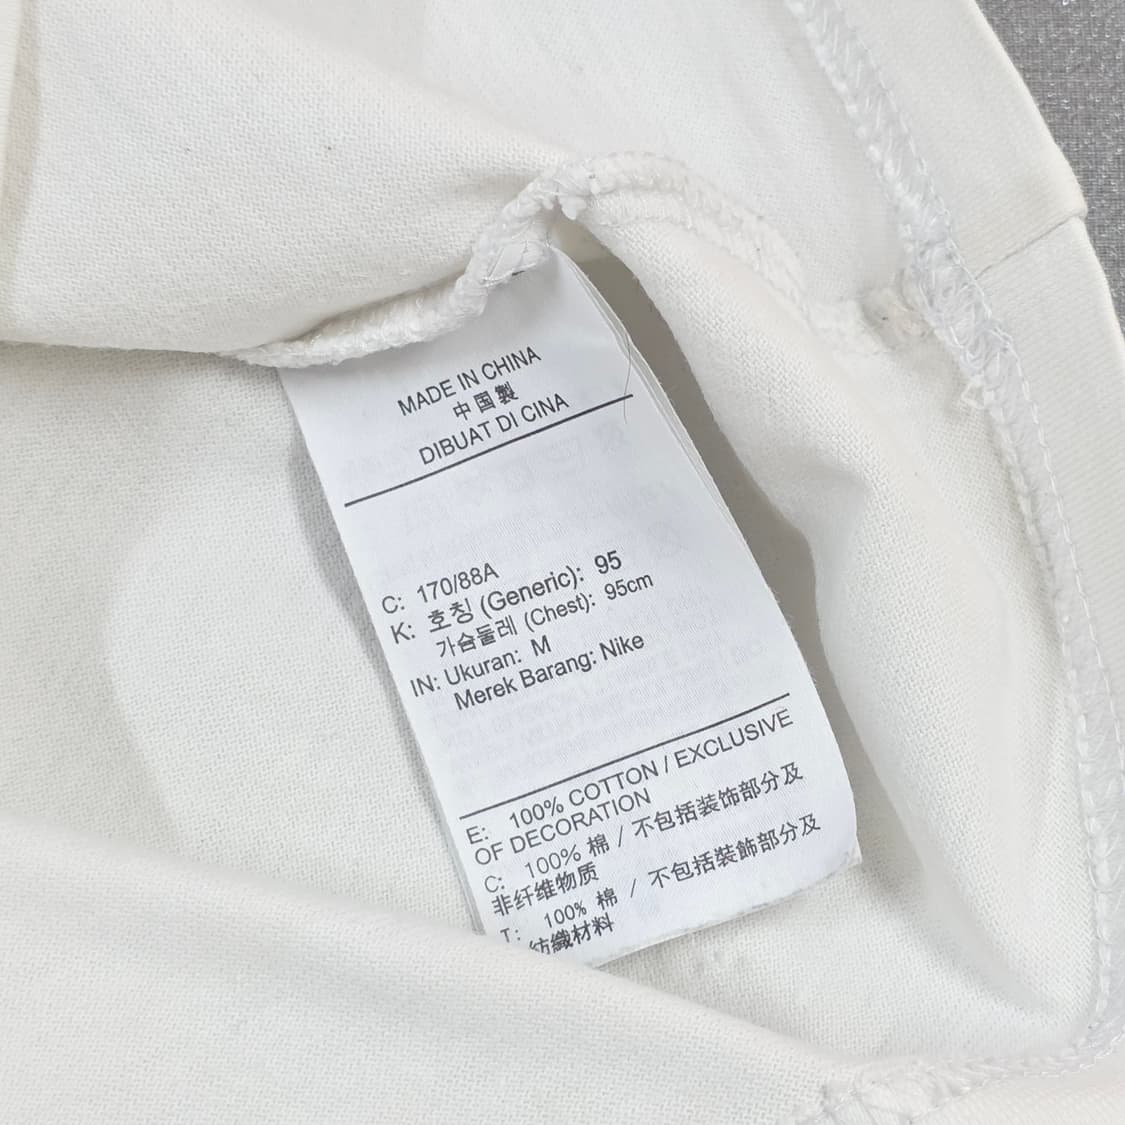 MADE IN CHINA
中国製
DIBUAT DI CINA
C: 170/88A
K: 호칭 (Generic): 95
가슴둘레 (Chest): 95cm
IN: Ukuran: M
Merek Barang: Nike
E: 100% COTTON / EXCLUSIVE
OF DECORATION
C: 100% 棉 / 不包括装饰部分及
非纤维物质
T: 100% 棉 / 不包括裝飾部分及
紡織材料